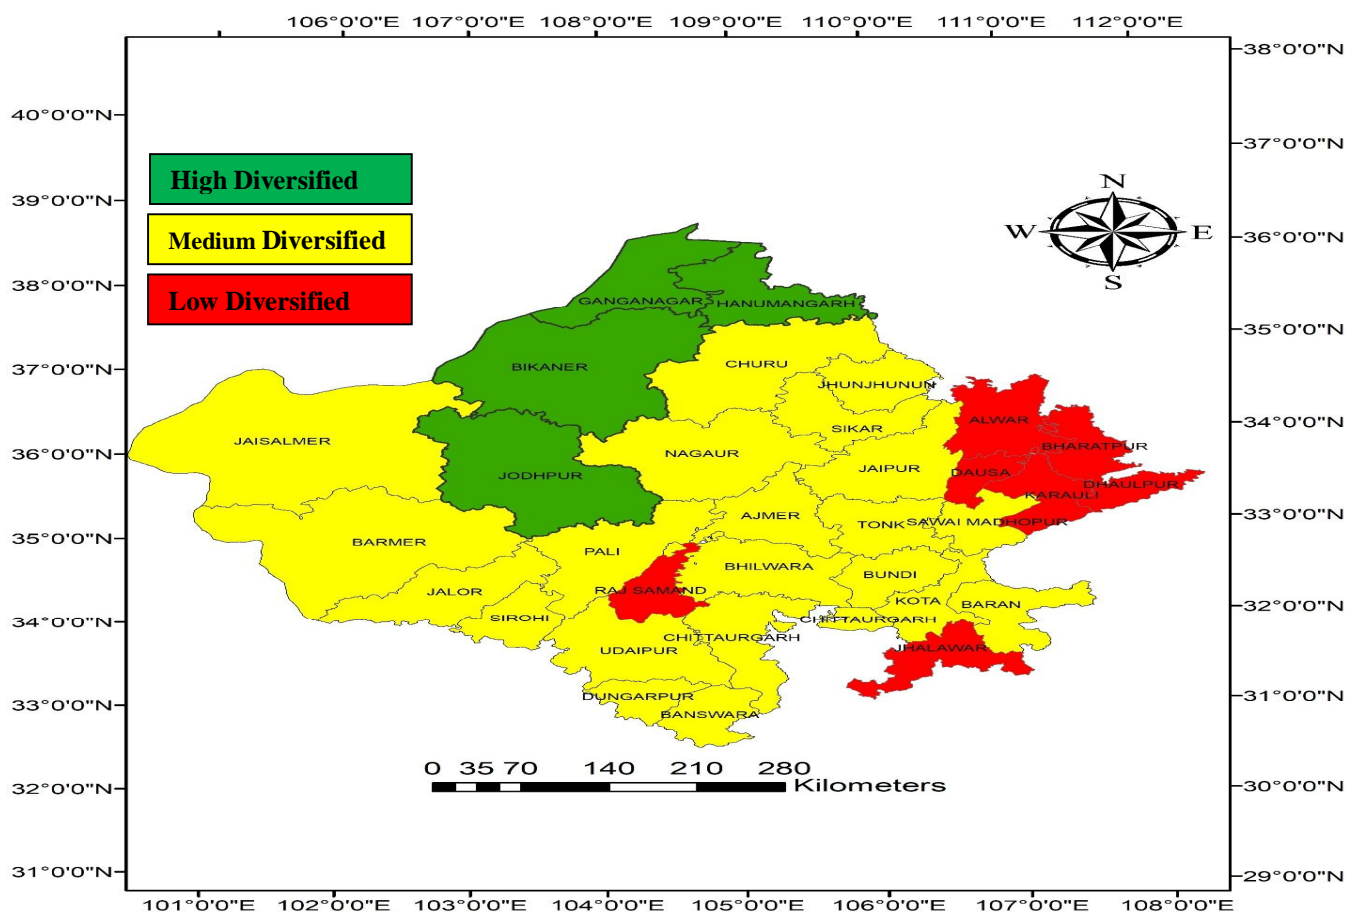 106°0'0"E 107°0'0"E 108°0'0"E 109°0'0"E 110°0'0"E 111°0'0"E 112°0'0"E
38°0'0"N
40°0'0"N
37°0'0"N
High Diversified
39°0'0"N
N
Medium Diversified
W E
36°0'0"N
S
Low Diversified
38°0'0"N
GANGANAGAR
HANUMANGARH
35°0'0"N
37°0'0"N
BIKANER
CHURU
JHUNJHUNUN
34°0'0"N
ALWAR
SIKAR
JAISALMER
BHARATPUR
36°0'0"N
NAGAUR
JAIPUR
DAUSA
JODHPUR
DHAULPUR
KARAULI
33°0'0"N
AJMER
TONK
SAWAI MADHOPUR
35°0'0"N
BARMER
PALI
BHILWARA
BUNDI
JALOR
RAJ SAMAND
KOTA
BARAN
32°0'0"N
34°0'0"N
SIROHI
CHITTAURGARH
CHITTAURGARH
UDAIPUR
JHALAWAR
31°0'0"N
33°0'0"N
DUNGARPUR
BANSWARA
0 35 70 140 210 280
Kilometers
32°0'0"N
30°0'0"N
31°0'0"N
29°0'0"N
101°0'0"E 102°0'0"E 103°0'0"E 104°0'0"E 105°0'0"E 106°0'0"E 107°0'0"E 108°0'0"E